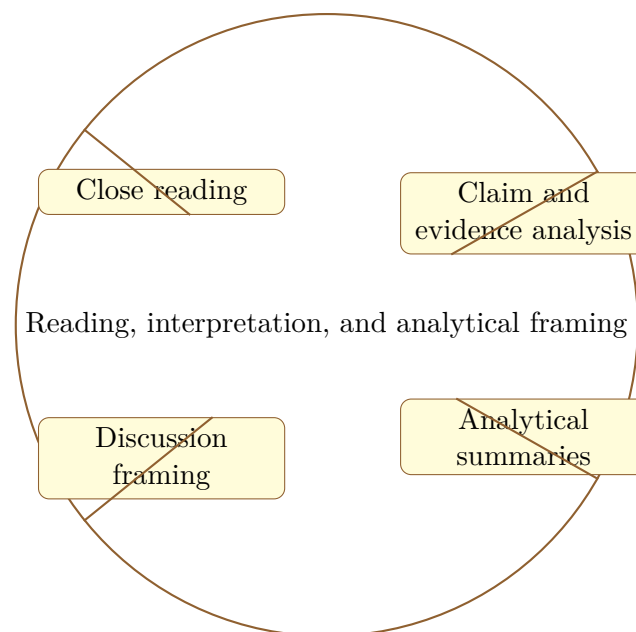 Close reading
Claim and
evidence analysis
Reading, interpretation, and analytical framing
Discussion
framing
Analytical
summaries